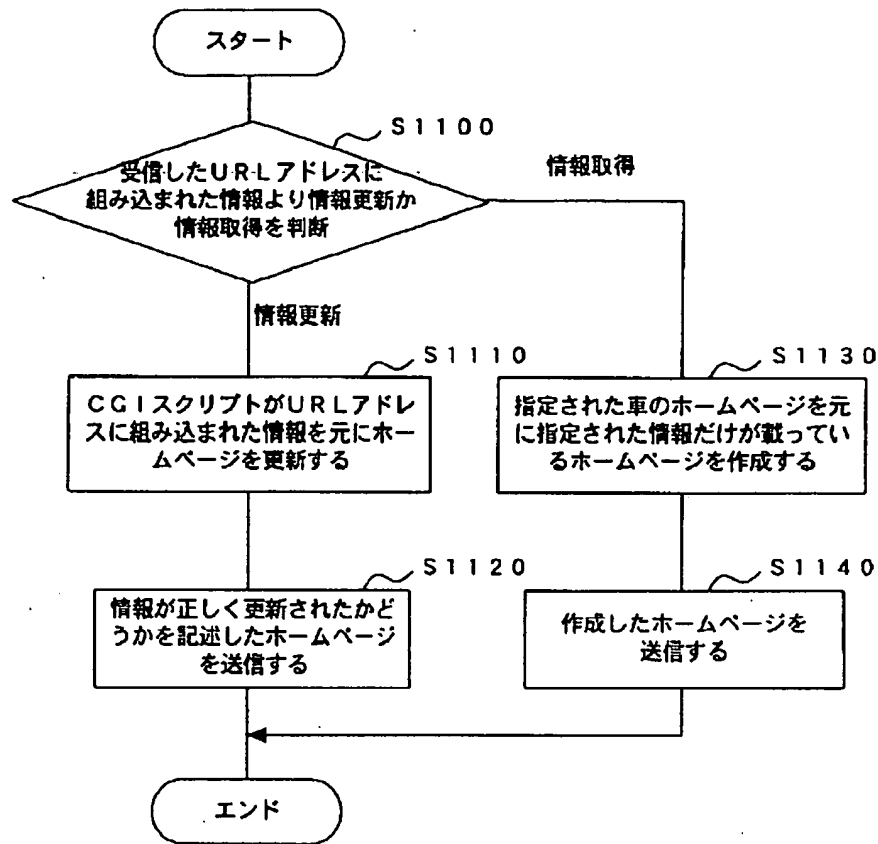 スタート
S1100
受信したURLアドレスに
組み込まれた情報より情報更新か
情報取得を判断
情報取得
情報更新
S1110
CGIスクリプトがURLアドレ
スに組み込まれた情報を元にホー
ムページを更新する
S1130
指定された車のホームページを元
に指定された情報だけが載ってい
るホームページを作成する
S1120
情報が正しく更新されたかど
うかを記述したホームページ
を送信する
S1140
作成したホームページを
送信する
エンド